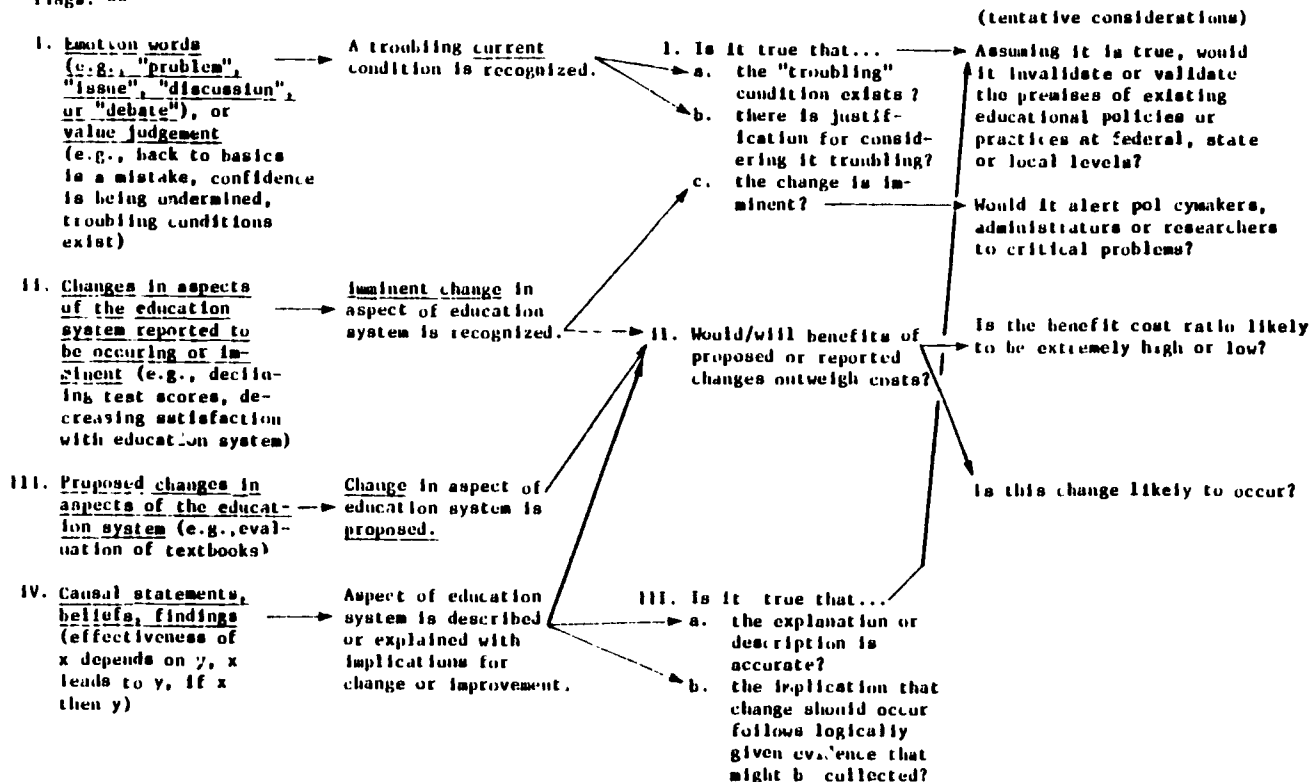 (tentative considerations)
I. Emotion words
(e.g., "problem",
"issue", "discussion",
or "debate"), or
value judgement
(e.g., back to basics
is a mistake, confidence
is being undermined,
troubling conditions
exist)
A troubling current
condition is recognized.
I. Is it true that...
a. the "troubling"
condition exists?
b. there is justif-
ication for consid-
ering it troubling?
c. the change is im-
minent?
Assuming it is true, would
it invalidate or validate
the premises of existing
educational policies or
practices at federal, state
or local levels?
Would it alert pol cymakers,
administrators or researchers
to critical problems?
ii. Changes in aspects
of the education
system reported to
be occuring or im-
minent (e.g., declin-
ing test scores, de-
creasing satisfaction
with education system)
imminent change in
aspect of education
system is recognized.
ii. Would/will benefits of
proposed or reported
changes outweigh costs?
Is the benefit cost ratio likely
to be extremely high or low?
Is this change likely to occur?
III. Proposed changes in
aspects of the educat-
ion system (e.g.,eval-
uation of textbooks)
Change in aspect of
education system is
proposed.
IV. Causal statements,
beliefs, findings
(effectiveness of
x depends on y, x
leads to y, if x
then y)
Aspect of education
system is described
or explained with
implications for
change or improvement.
III. Is it true that...
a. the explanation or
description is
accurate?
b. the implication that
change should occur
follows logically
given evidence that
might b collected?